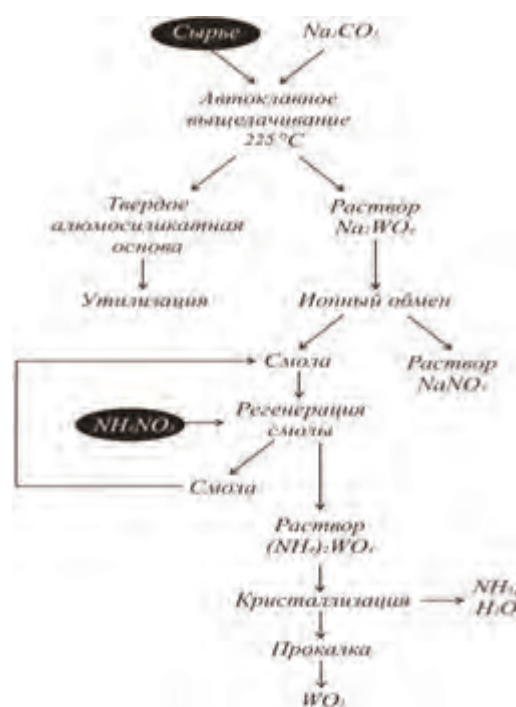 Сырье
Na₂CO₃
Автоклавное
выщелачивание
225 °C
Твердое
алюмосиликатная
основа
Раствор
Na₂WO₄
Утилизация
Ионный обмен
Смола
Раствор
NaNO₃
NH₄NO₃
Регенерация
смолы
Смола
Раствор
(NH₄)₂WO₄
Кристаллизация
NH₃,
H₂O
Прокалка
WO₃